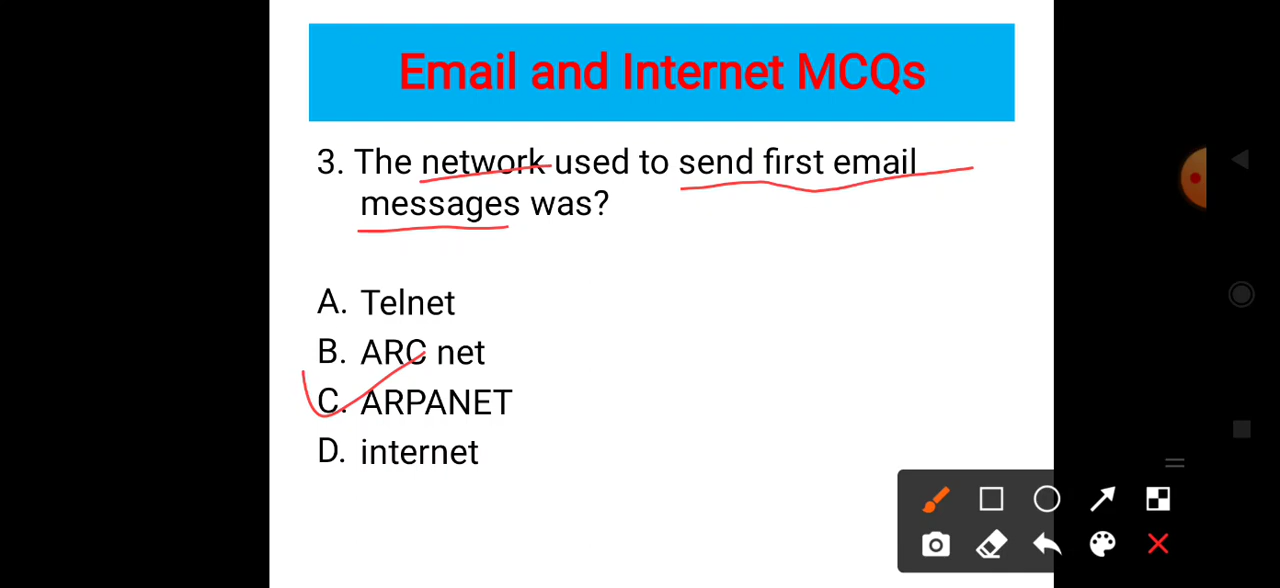 Email and Internet MCQs
3. The network used to send first email
messages was?
A. Telnet
B. ARC net
C. ARPANET
D. internet